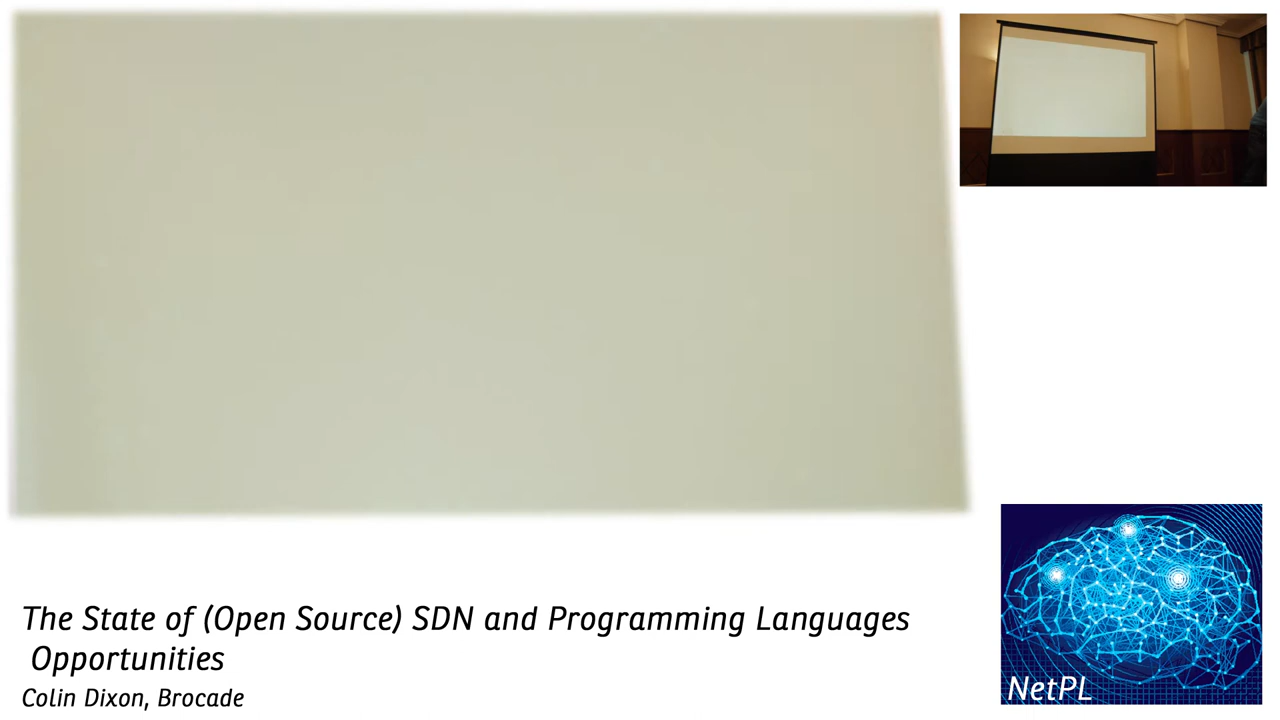 The State of (Open Source) SDN and Programming Languages
Opportunities
Colin Dixon, Brocade
NetPL